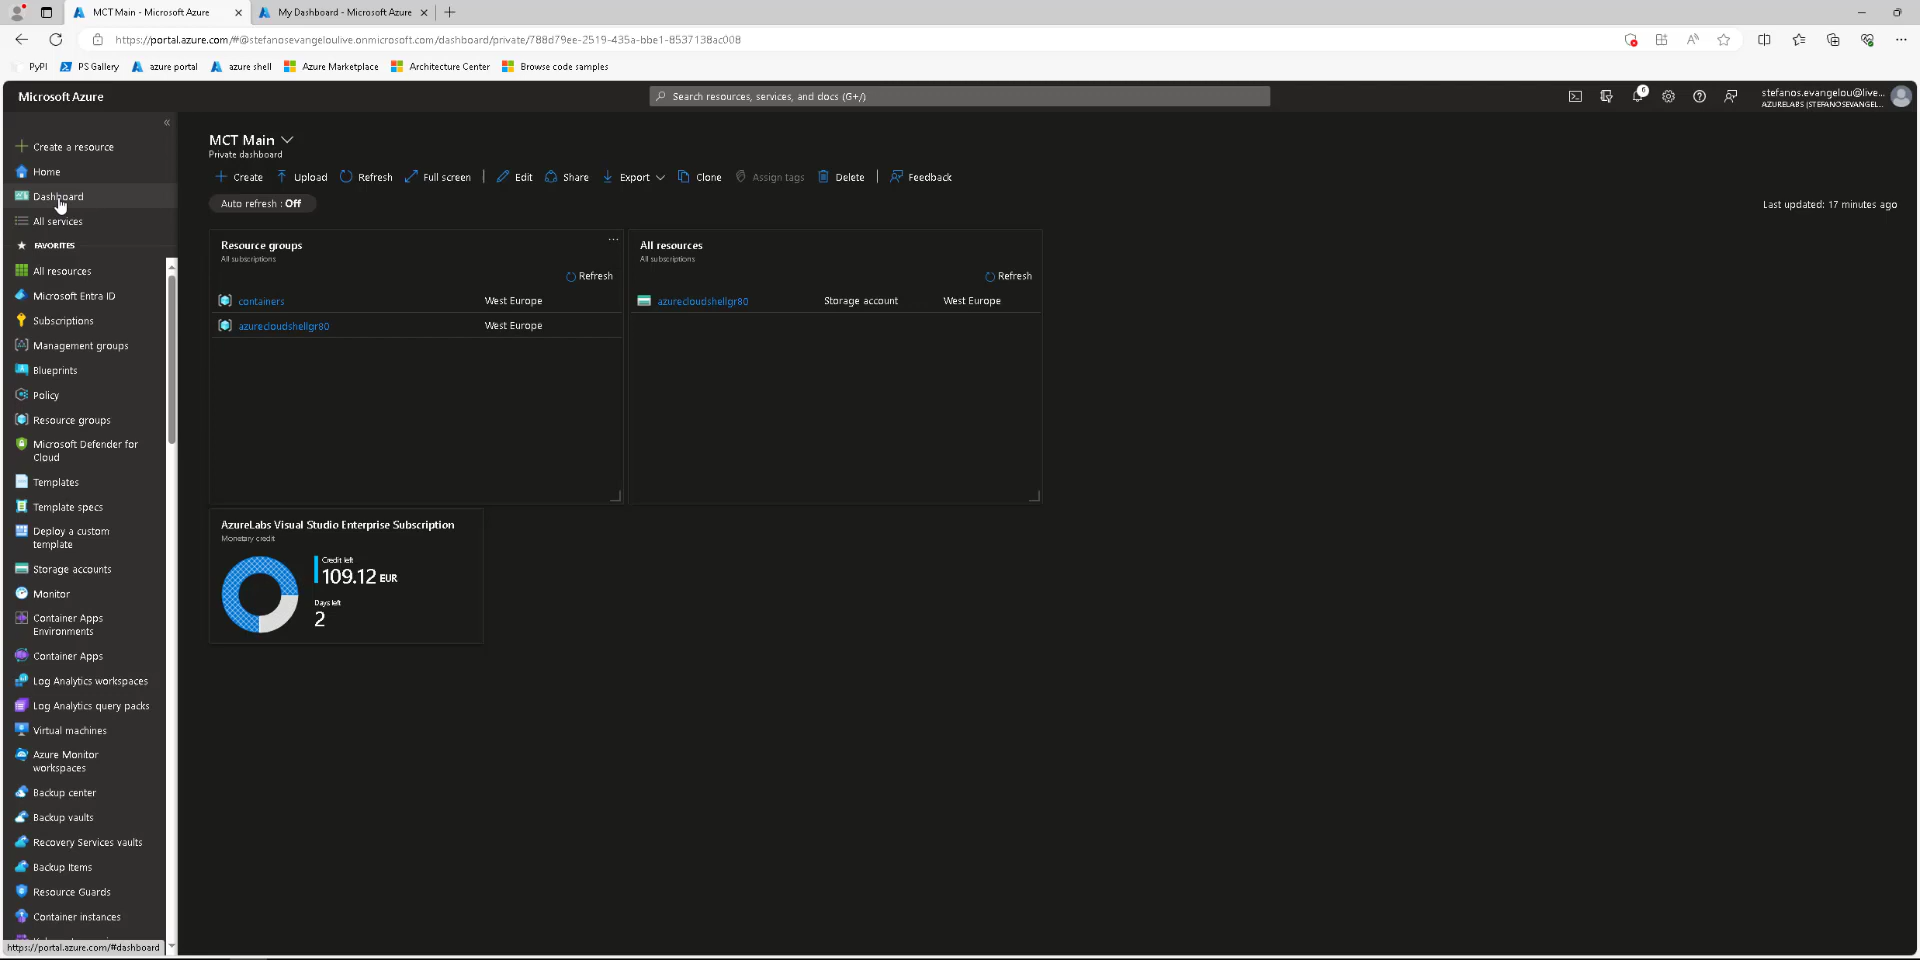 MCT Main - Microsoft Azure
My Dashboard - Microsoft Azure
https://portal.azure.com/#@stefanosevangeloulive.onmicrosoft.com/dashboard/private/788d79ee-2519-435a-bbe1-8537138ac008
PyPI
PS Gallery
azure portal
azure shell
Azure Marketplace
Architecture Center
Browse code samples
Microsoft Azure
Search resources, services, and docs (G+/)
6
stefanos.evangelou@live...
AZURELABS (STEFANOSEVANGEL...
Create a resource
Home
Dashboard
All services
FAVORITES
All resources
Microsoft Entra ID
Subscriptions
Management groups
Blueprints
Policy
Resource groups
Microsoft Defender for
Cloud
Templates
Template specs
Deploy a custom
template
Storage accounts
Monitor
Container Apps
Environments
Container Apps
Log Analytics workspaces
Log Analytics query packs
Virtual machines
Azure Monitor
workspaces
Backup center
Backup vaults
Recovery Services vaults
Backup Items
Resource Guards
Container instances
https://portal.azure.com/#dashboard
MCT Main
Private dashboard
Create
Upload
Refresh
Full screen
Edit
Share
Export
Clone
Assign tags
Delete
Feedback
Auto refresh : Off
Last updated: 17 minutes ago
Resource groups
All subscriptions
Refresh
containers West Europe
azurecloudshellgr80 West Europe
All resources
All subscriptions
Refresh
azurecloudshellgr80 Storage account West Europe
AzureLabs Visual Studio Enterprise Subscription
Monetary credit
Credit left
109.12 EUR
Days left
2